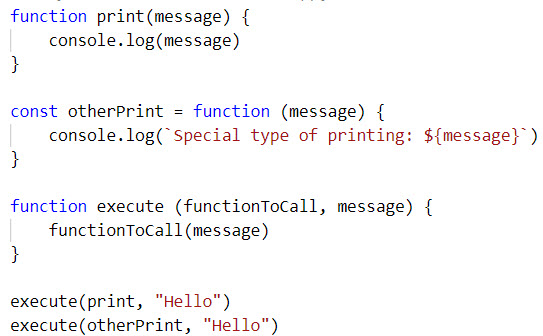 function print(message) {
    console.log(message)
}

const otherPrint = function (message) {
    console.log(`Special type of printing: ${message}`)
}

function execute (functionToCall, message) {
    functionToCall(message)
}

execute(print, "Hello")
execute(otherPrint, "Hello")